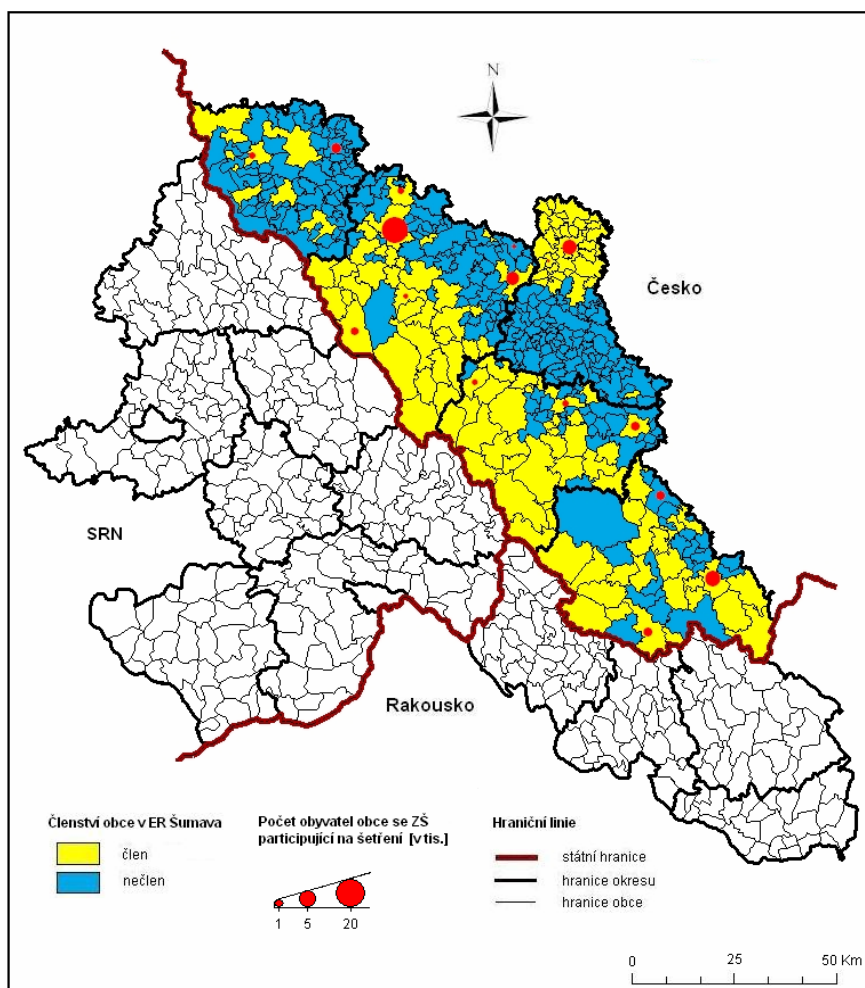 N
Česko
SRN
Rakousko
Členství obce v ER Šumava
člen
nečlen
Počet obyvatel obce se ZŠ
participující na šetření [v tis.]
1 5 20
Hraniční linie
státní hranice
hranice okresu
hranice obce
0 25 50 Km